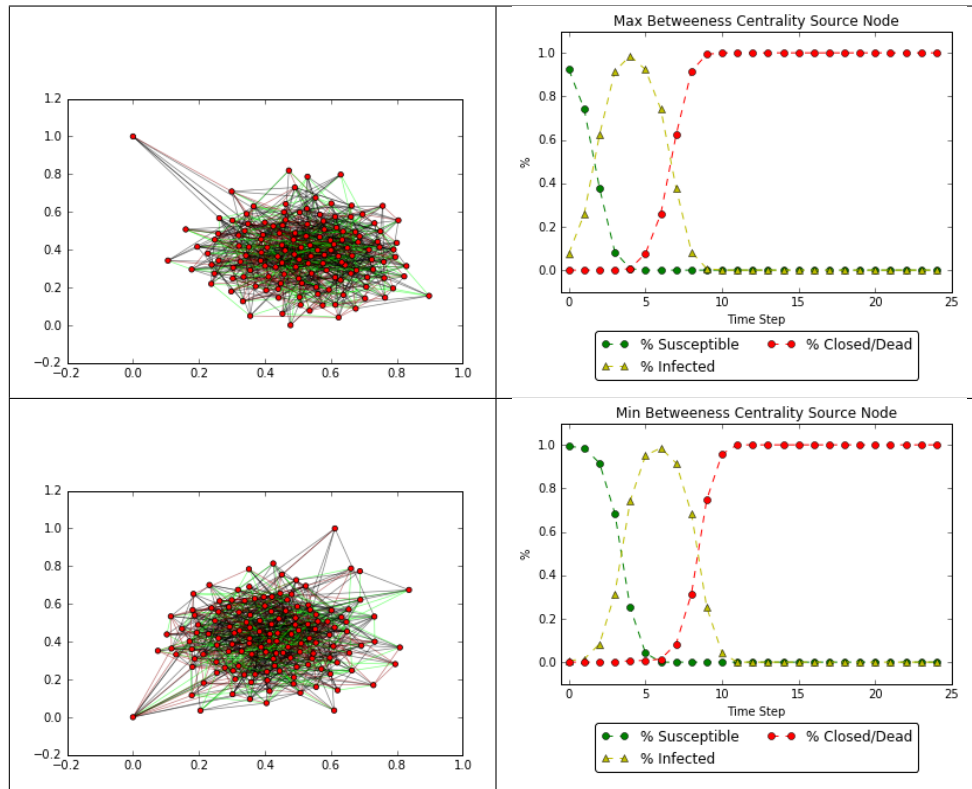 Max Betweeness Centrality Source Node
1.2
1.0
0.8
0.6
0.4
0.2
0.0
−0.2
−0.2 0.0 0.2 0.4 0.6 0.8 1.0
1.0
0.8
0.6
0.4
0.2
0.0
%
0 5 10 15 20 25
Time Step
% Susceptible % Closed/Dead
% Infected
Min Betweeness Centrality Source Node
1.2
1.0
0.8
0.6
0.4
0.2
0.0
−0.2
−0.2 0.0 0.2 0.4 0.6 0.8 1.0
1.0
0.8
0.6
0.4
0.2
0.0
%
0 5 10 15 20 25
Time Step
% Susceptible % Closed/Dead
% Infected